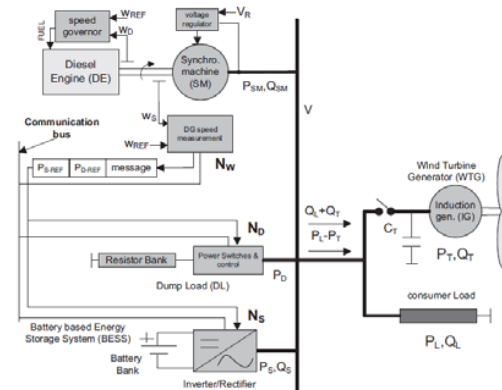 wREF
wD
FUEL
speed
governor
Diesel
Engine (DE)
voltage
regulator
VR
Synchro.
machine
(SM)
PSM,QSM
V
wS
wREF
DG speed
measurement
NW
Communication
bus
PS-REF PD-REF message
ND
Resistor Bank
Power Switches &
control
Dump Load (DL)
PD
NS
Battery based Energy
Storage System (BESS)
Battery
Bank
Inverter/Rectifier
PS,QS
QL+QT
PL-PT
Wind Turbine
Generator (WTG)
Induction
gen. (IG)
CT
PT,QT
consumer Load
PL,QL